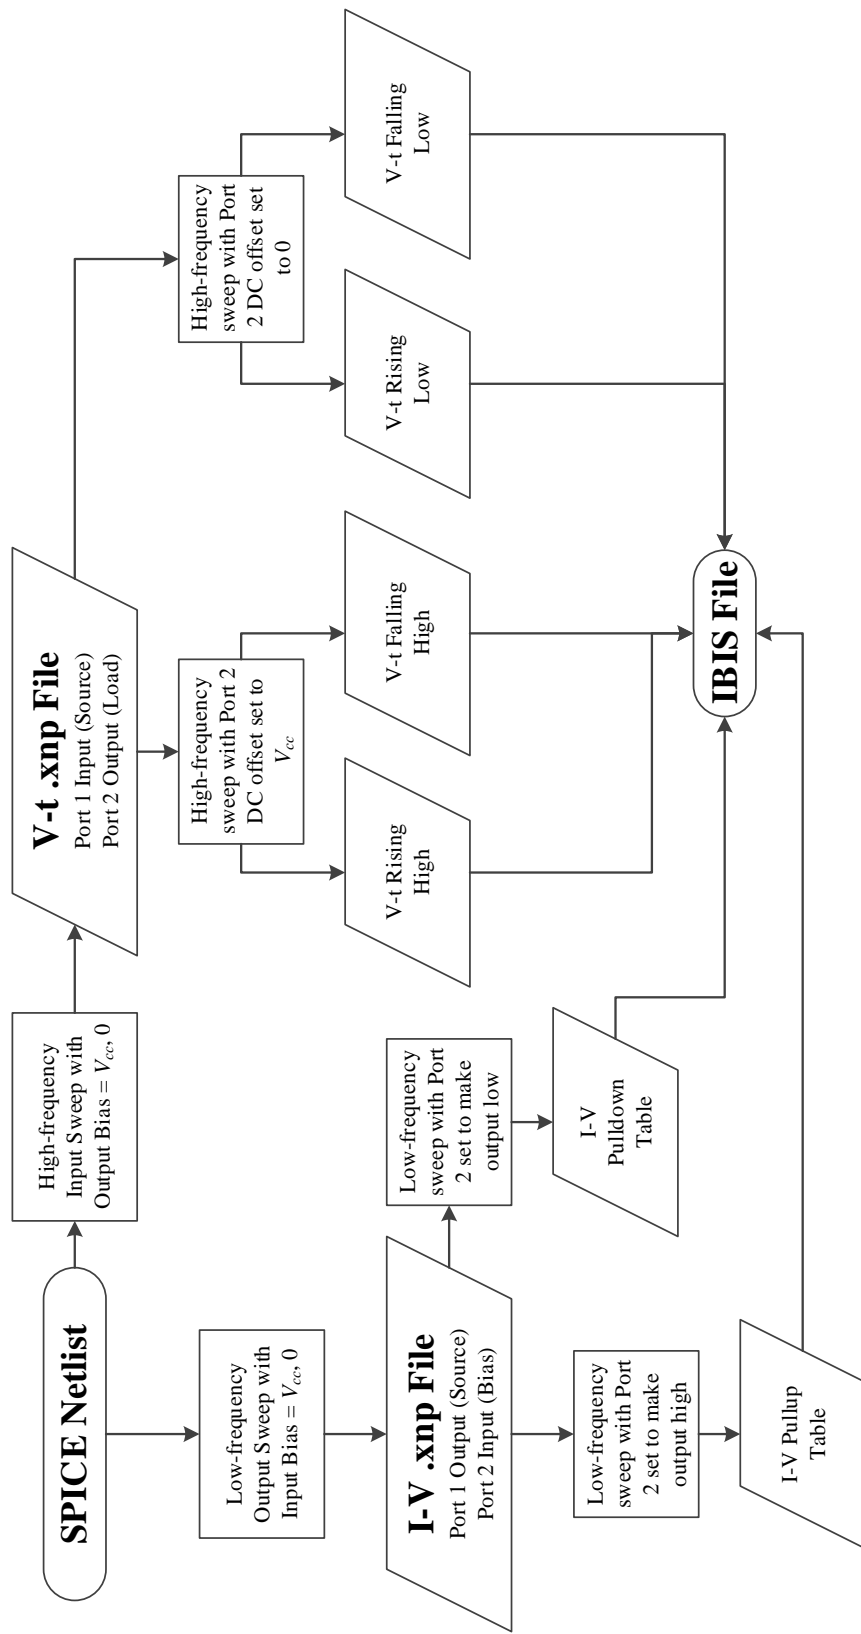 SPICE Netlist
High-frequency
Input Sweep with
Output Bias = Vcc, 0
V-t .xnp File
Port 1 Input (Source)
Port 2 Output (Load)
Low-frequency
Output Sweep with
Input Bias = Vcc, 0
High-frequency
sweep with Port 2
DC offset set to
Vcc
High-frequency
sweep with Port
2 DC offset set
to 0
I-V .xnp File
Port 1 Output (Source)
Port 2 Input (Bias)
Low-frequency
sweep with Port
2 set to make
output low
V-t Rising
High
V-t Falling
High
V-t Rising
Low
V-t Falling
Low
Low-frequency
sweep with Port
2 set to make
output high
I-V
Pulldown
Table
I-V Pullup
Table
IBIS File